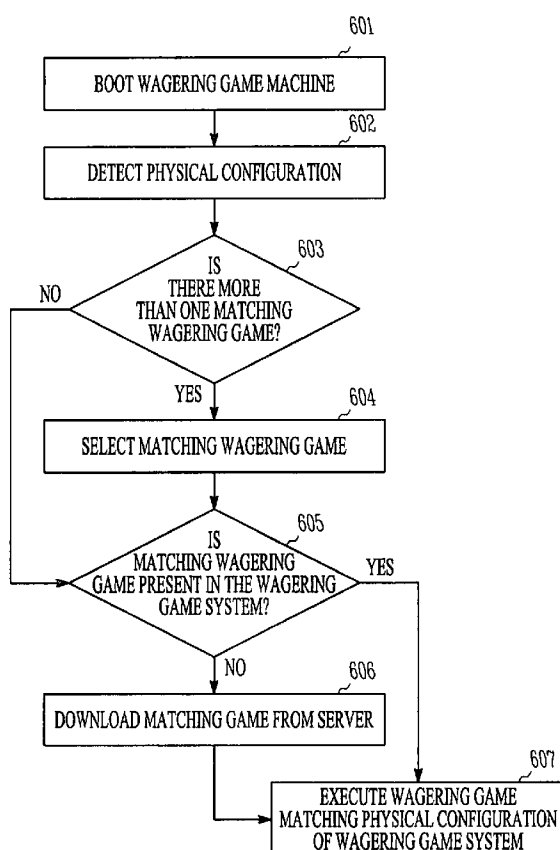 601
BOOT WAGERING GAME MACHINE
602
DETECT PHYSICAL CONFIGURATION
603
IS
THERE MORE
THAN ONE MATCHING
WAGERING GAME?
NO
YES
604
SELECT MATCHING WAGERING GAME
605
IS
MATCHING WAGERING
GAME PRESENT IN THE WAGERING
GAME SYSTEM?
YES
NO
606
DOWNLOAD MATCHING GAME FROM SERVER
607
EXECUTE WAGERING GAME
MATCHING PHYSICAL CONFIGURATION
OF WAGERING GAME SYSTEM